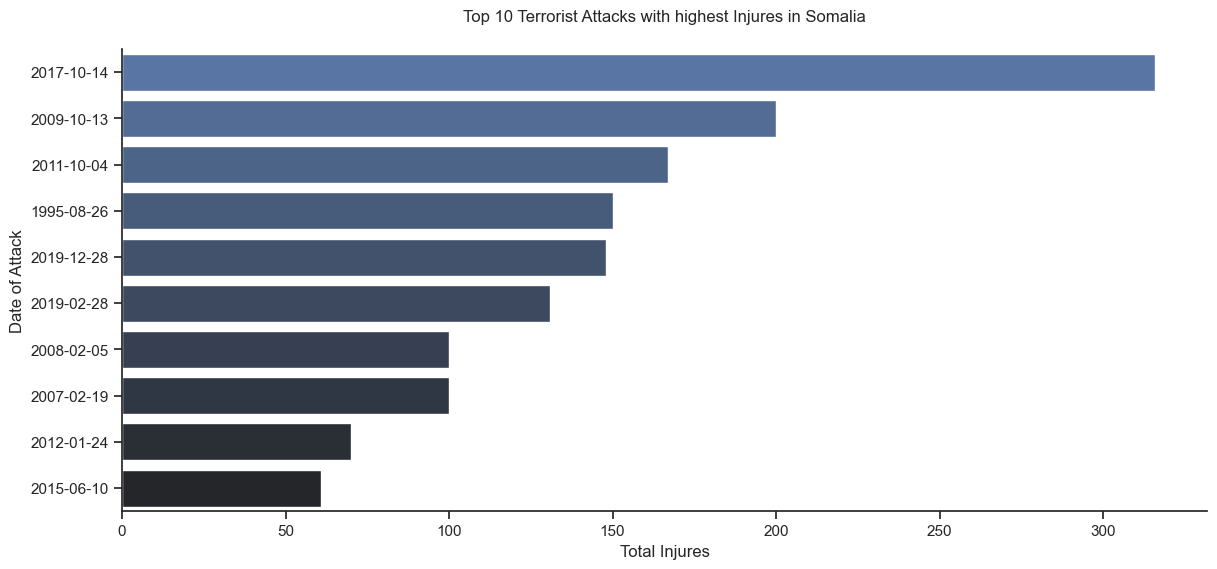 Top 10 Terrorist Attacks with highest Injures in Somalia
Date of Attack
2017-10-14
2009-10-13
2011-10-04
1995-08-26
2019-12-28
2019-02-28
2008-02-05
2007-02-19
2012-01-24
2015-06-10
0 50 100 150 200 250 300
Total Injures